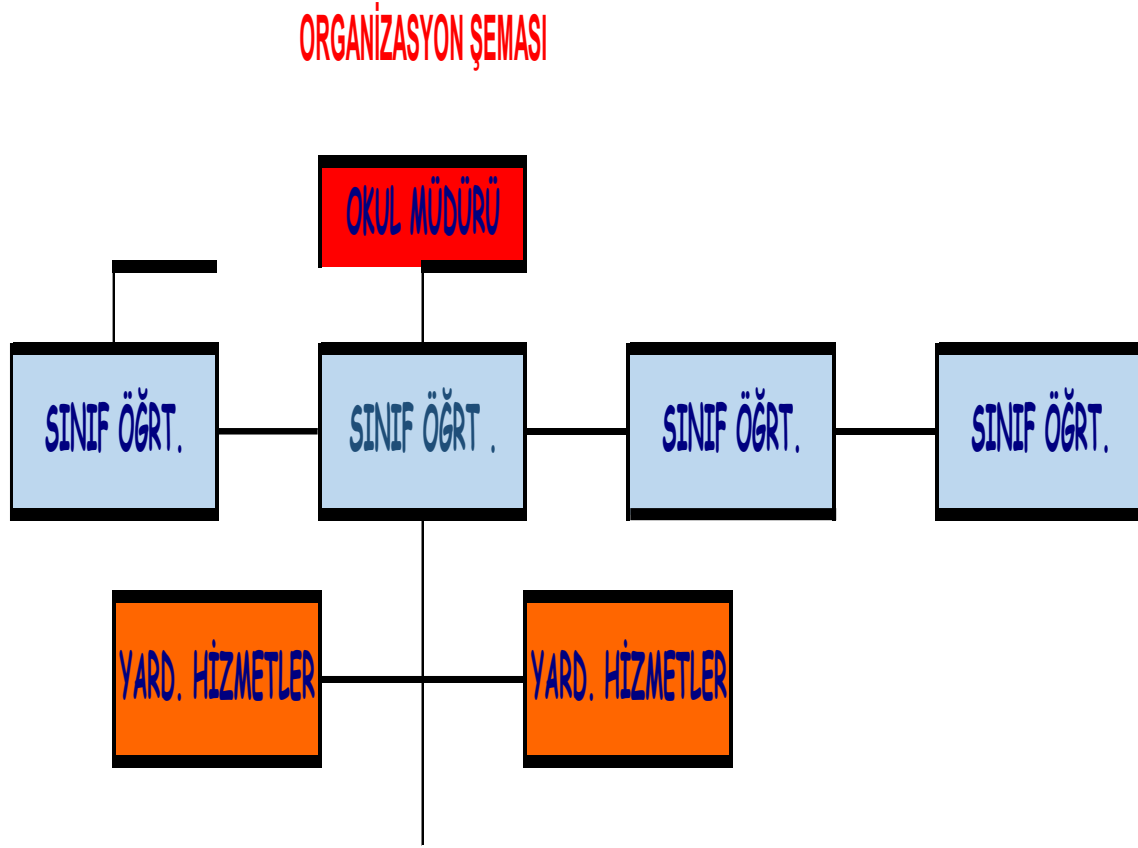 ORGANİZASYON ŞEMASI
OKUL MÜDÜRÜ
SINIF ÖĞRT.
SINIF ÖĞRT .
SINIF ÖĞRT.
SINIF ÖĞRT.
YARD. HİZMETLER
YARD. HİZMETLER